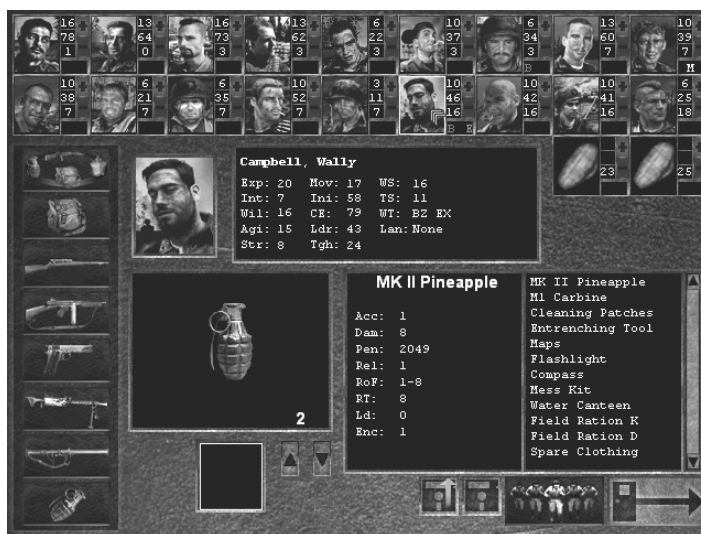 16 13 16 13 6 10 6 13 10
78 64 73 62 22 37 34 60 39
1 0 3 3 3 3 3 7 7
B M
10 6 6 10 3 10 10 10 6
38 21 35 52 11 46 42 41 25
7 7 7 7 7 16 16 16 18
B E
23 25
Campbell, Wally
Exp: 20 Mov: 17 WS: 16
Int: 7 Ini: 58 TS: 11
Wil: 16 CE: 79 WT: BZ EX
Agi: 15 Ldr: 43 Lan: None
Str: 8 Tgh: 24
2
MK II Pineapple
Acc: 1
Dam: 8
Pen: 2049
Rel: 1
RoF: 1-8
RT: 8
Ld: 0
Enc: 1
MK II Pineapple
M1 Carbine
Cleaning Patches
Entrenching Tool
Maps
Flashlight
Compass
Mess Kit
Water Canteen
Field Ration K
Field Ration D
Spare Clothing